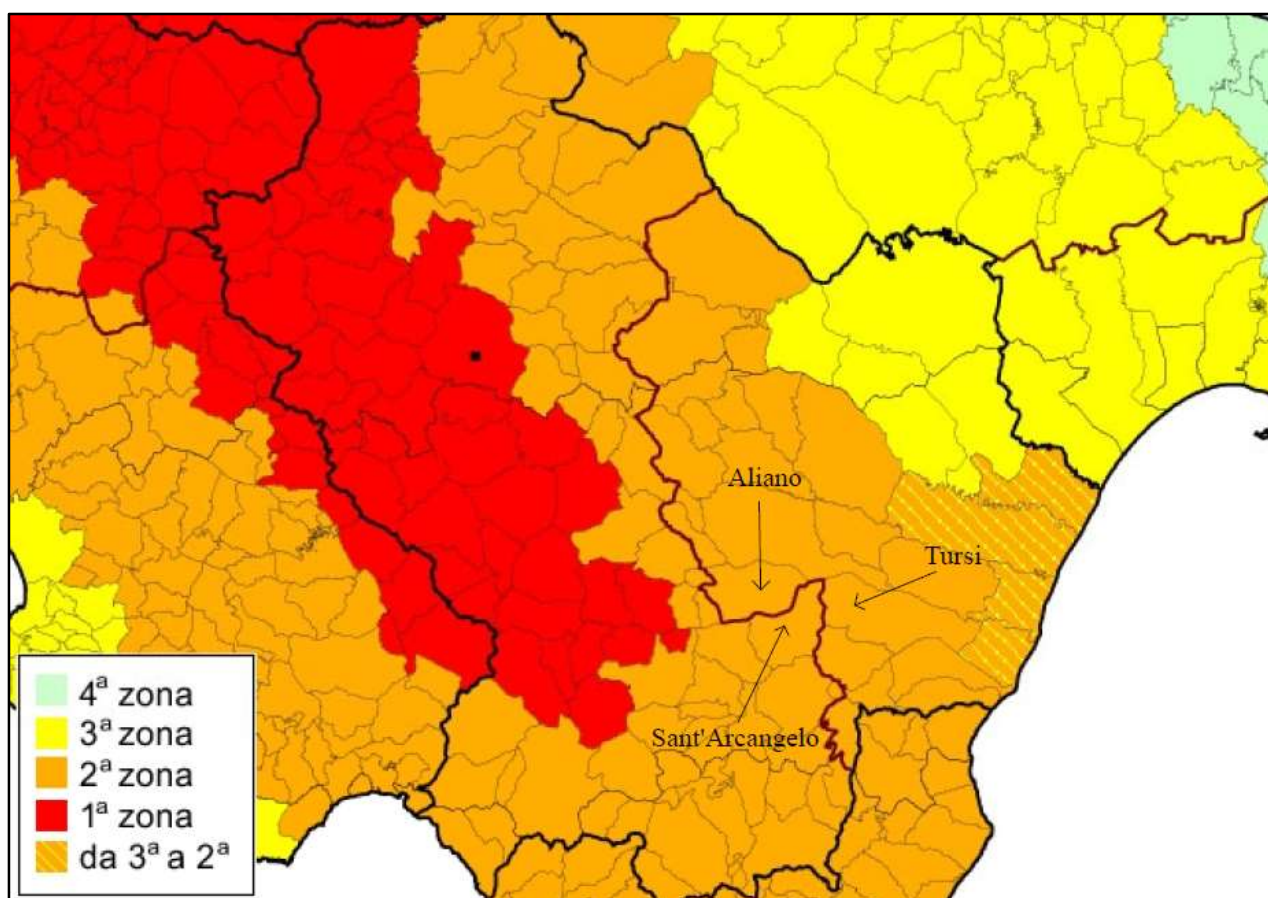 Aliano
Tursi
Sant'Arcangelo
4ª zona
3ª zona
2ª zona
1ª zona
da 3ª a 2ª